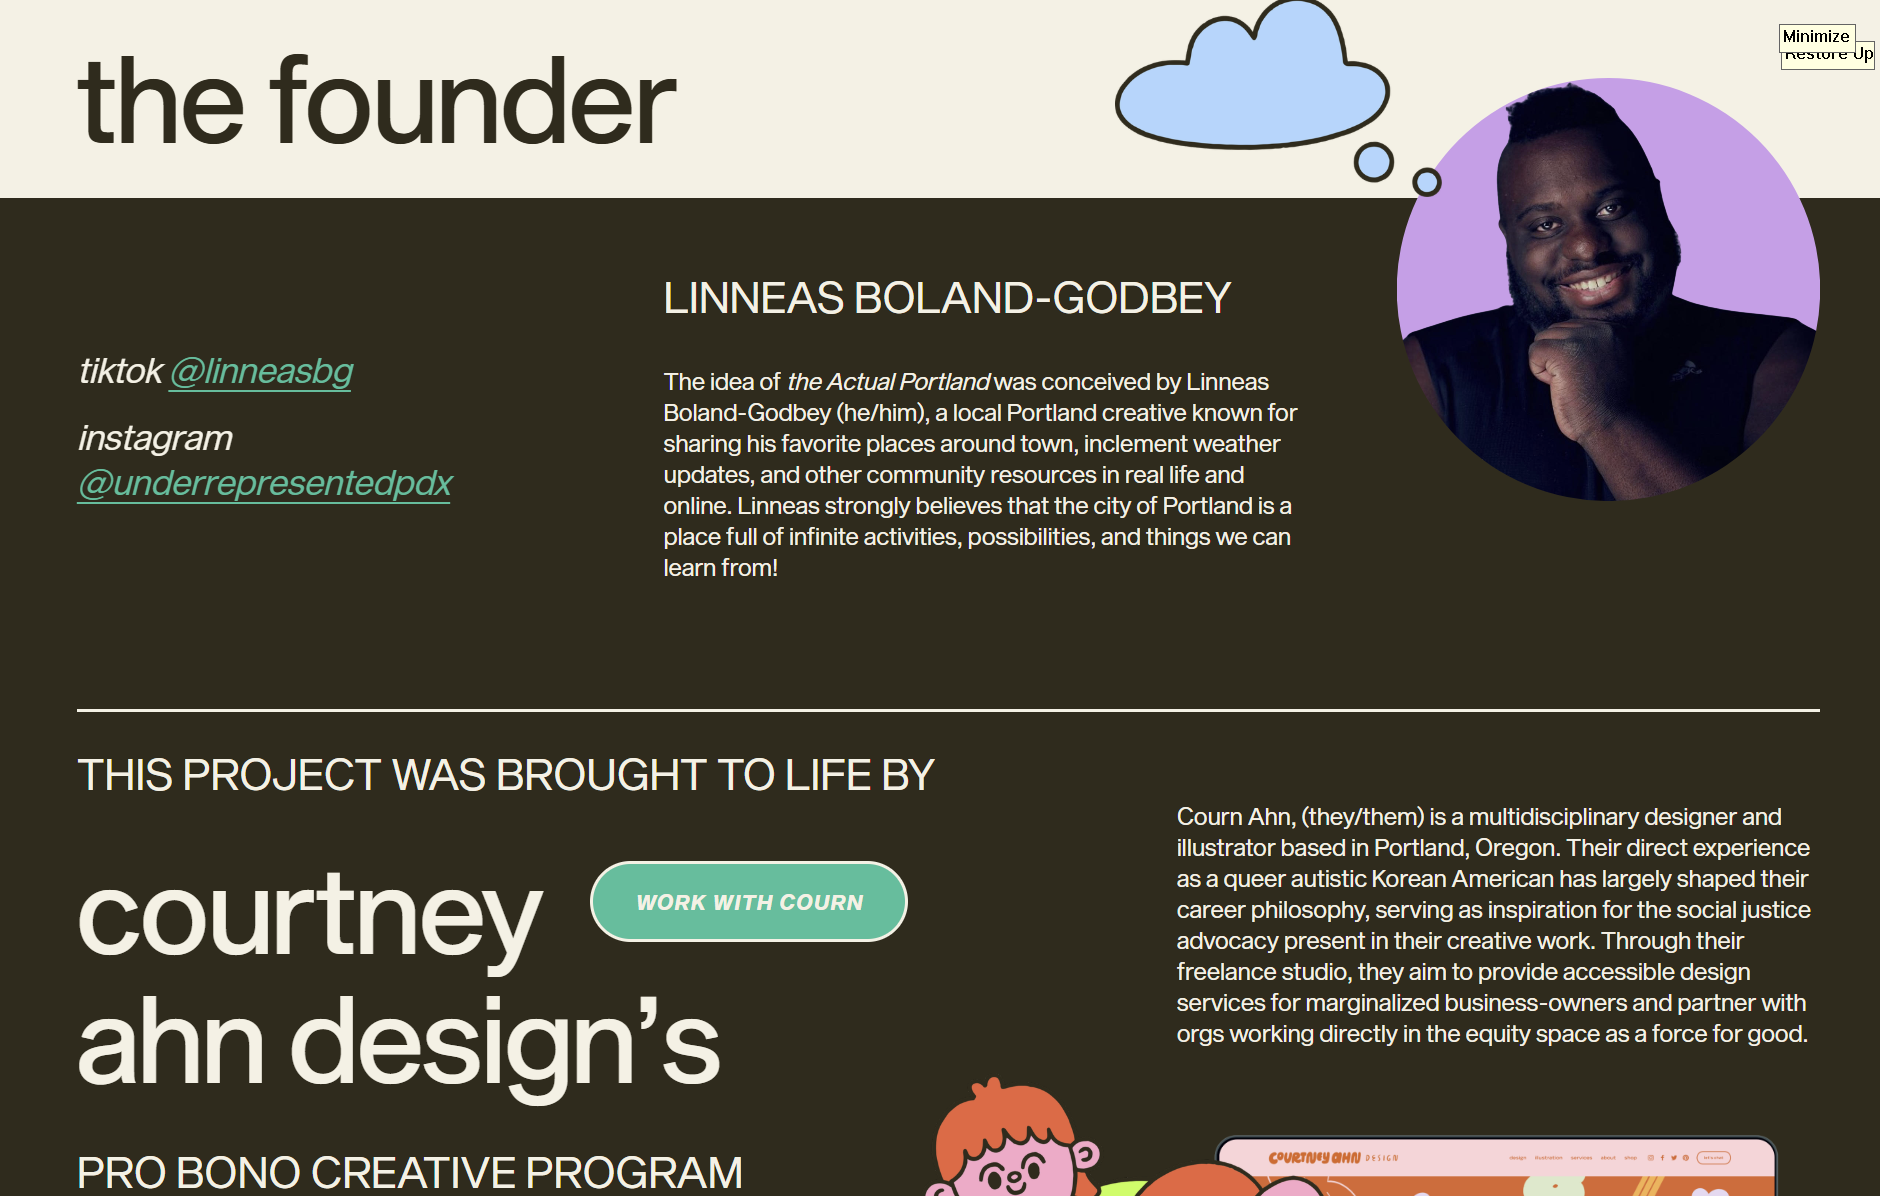 the founder
Minimize
Restore Up
LINNEAS BOLAND-GODBEY
tiktok @linneasbg
instagram
@underrepresentedpdx
The idea of the Actual Portland was conceived by Linneas
Boland-Godbey (he/him), a local Portland creative known for
sharing his favorite places around town, inclement weather
updates, and other community resources in real life and
online. Linneas strongly believes that the city of Portland is a
place full of infinite activities, possibilities, and things we can
learn from!
THIS PROJECT WAS BROUGHT TO LIFE BY
courtney
ahn design’s
WORK WITH COURN
PRO BONO CREATIVE PROGRAM
Courn Ahn, (they/them) is a multidisciplinary designer and
illustrator based in Portland, Oregon. Their direct experience
as a queer autistic Korean American has largely shaped their
career philosophy, serving as inspiration for the social justice
advocacy present in their creative work. Through their
freelance studio, they aim to provide accessible design
services for marginalized business-owners and partner with
orgs working directly in the equity space as a force for good.
COURTNEY AHN DESIGN
design illustration services about shop